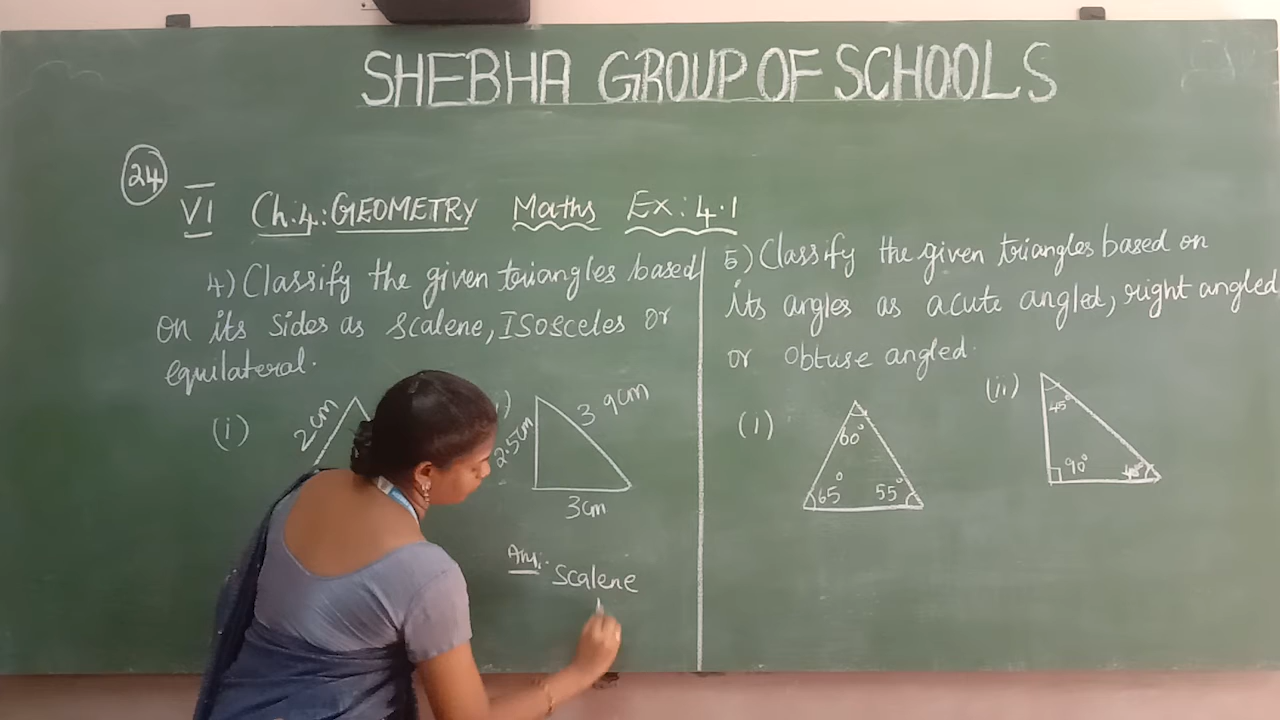 SHEBHA GROUP OF SCHOOLS
24
VI Ch.4: GEOMETRY Maths Ex: 4.1
4) Classify the given triangles based
on its sides as scalene, Isosceles or
equilateral.
(i)
2cm
2.5cm
3 9cm
3cm
Ans:
Scalene
5) Classify the given triangles based on
its angles as acute angled, right angled
or obtuse angled.
(i)
60°
65°
55°
(ii)
45°
90°